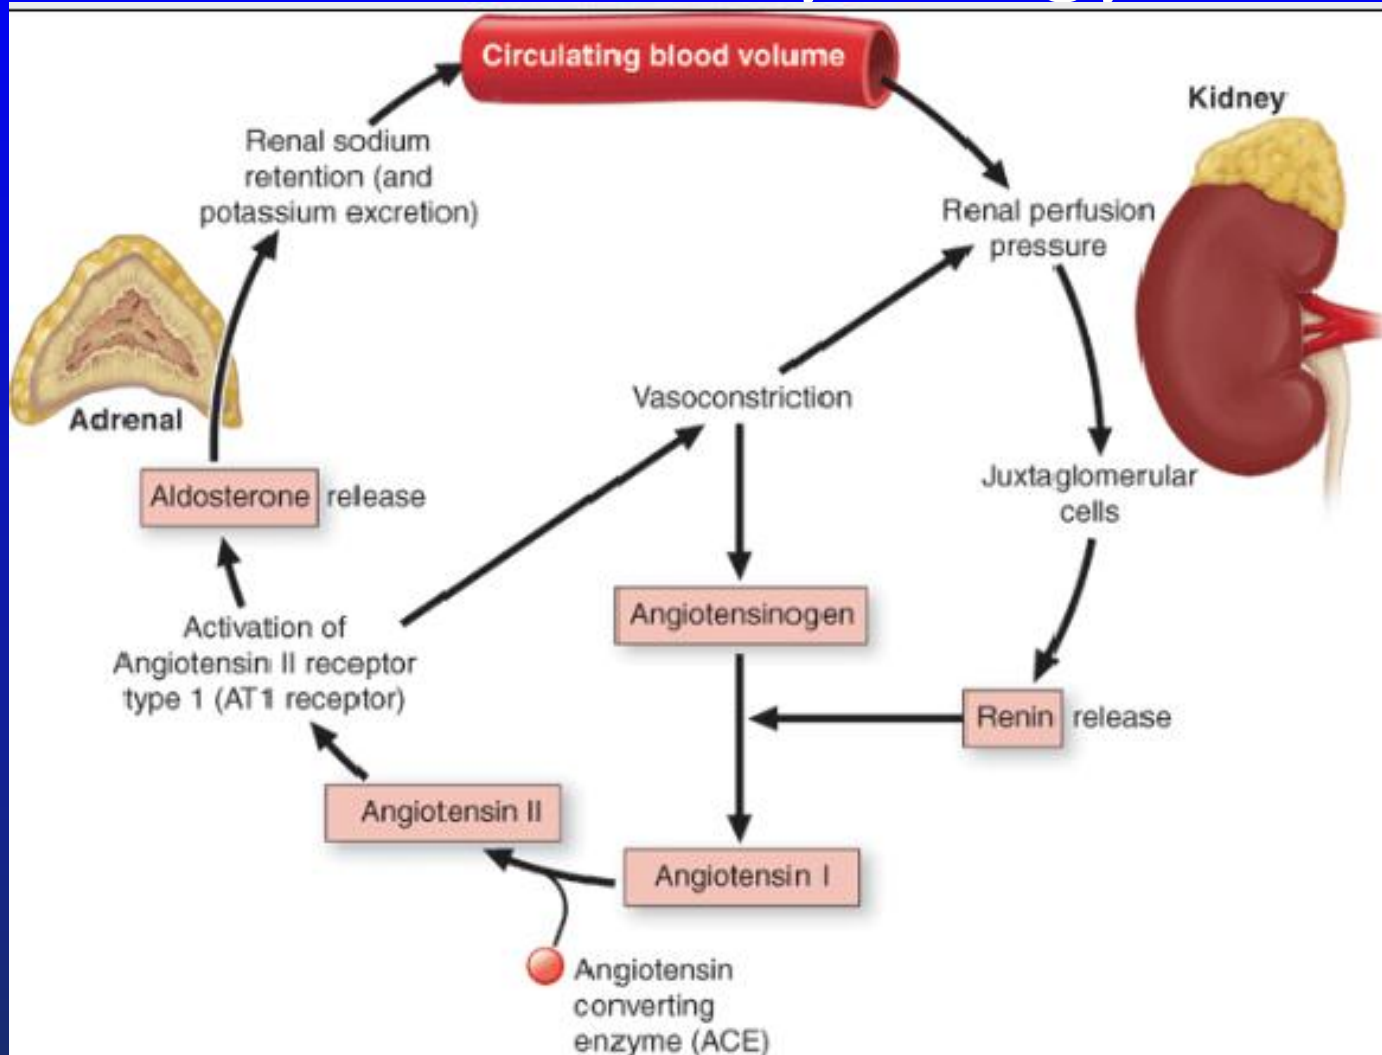 Circulating blood volume
Kidney
Renal sodium
retention (and
potassium excretion)
Renal perfusion
pressure
Adrenal
Vasoconstriction
Juxtaglomerular
cells
Aldosterone release
Angiotensinogen
Activation of
Angiotensin II receptor
type 1 (AT1 receptor)
Renin release
Angiotensin II
Angiotensin I
Angiotensin
converting
enzyme (ACE)